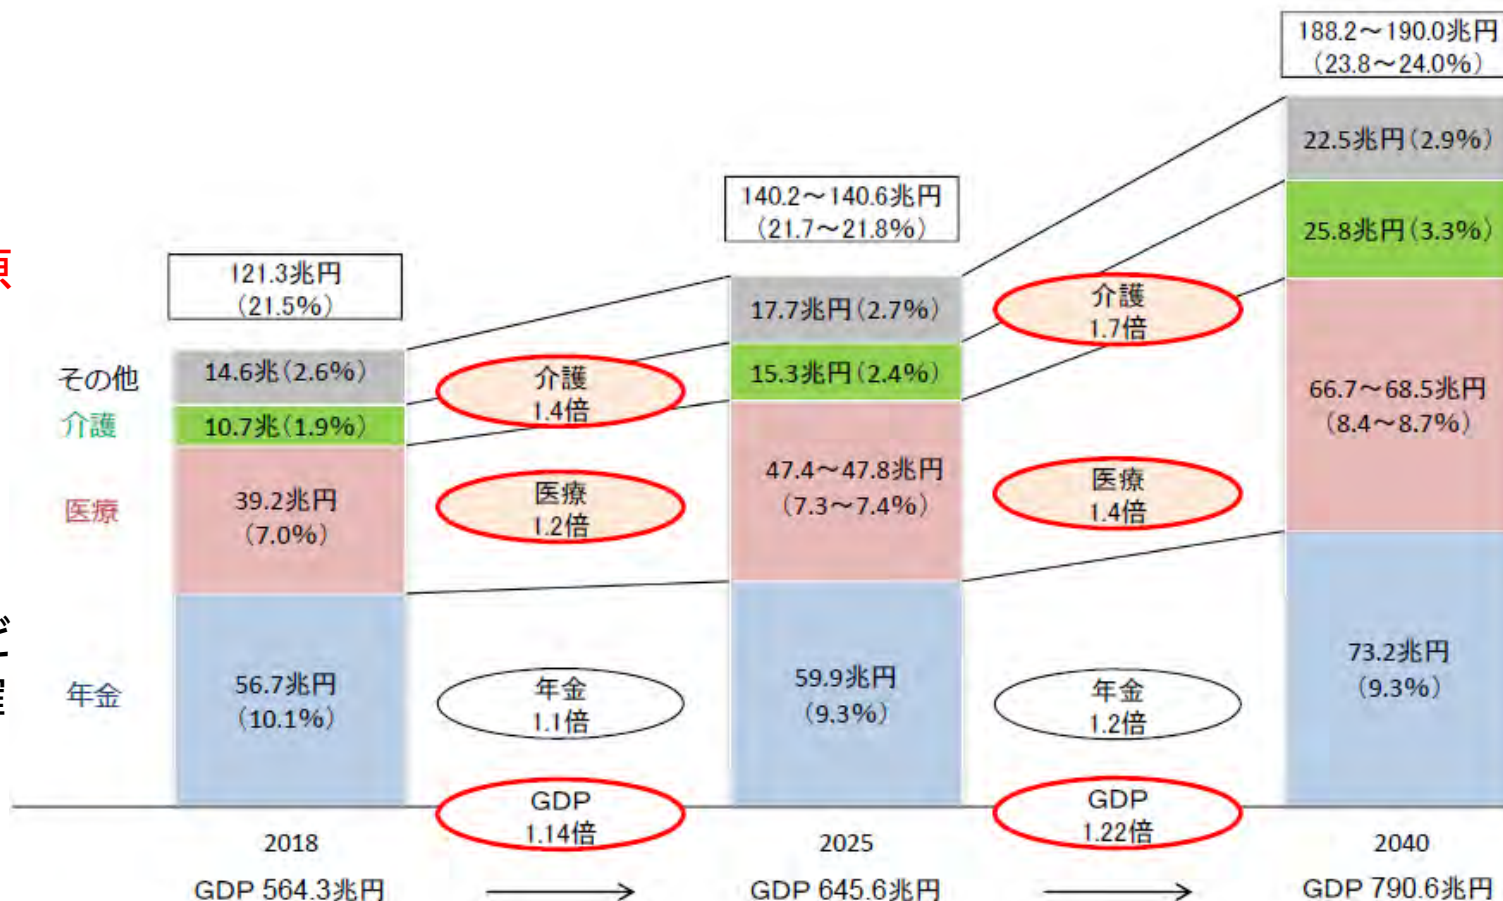 188.2～190.0兆円
（23.8～24.0%）
22.5兆円（2.9%）
25.8兆円（3.3%）
66.7～68.5兆円
（8.4～8.7%）
73.2兆円
（9.3%）
140.2～140.6兆円
（21.7～21.8%）
17.7兆円（2.7%）
15.3兆円（2.4%）
47.4～47.8兆円
（7.3～7.4%）
59.9兆円
（9.3%）
121.3兆円
（21.5%）
14.6兆（2.6%）
10.7兆（1.9%）
39.2兆円
（7.0%）
56.7兆円
（10.1%）
その他
介護
医療
年金
介護
1.4倍
医療
1.2倍
年金
1.1倍
GDP
1.14倍
介護
1.7倍
医療
1.4倍
年金
1.2倍
GDP
1.22倍
2018
2025
2040
GDP 564.3兆円
GDP 645.6兆円
GDP 790.6兆円